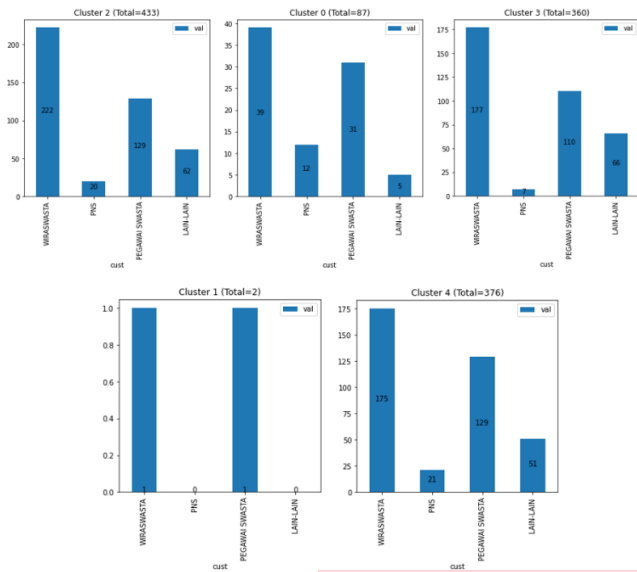 Cluster 2 (Total=433)
val
200
150
100
50
0
222
20
129
62
WIRASWASTA
PNS
PEGAWAI SWASTA
LAIN-LAIN
cust
Cluster 0 (Total=87)
val
40
35
30
25
20
15
10
5
0
39
12
31
5
WIRASWASTA
PNS
PEGAWAI SWASTA
LAIN-LAIN
cust
Cluster 3 (Total=360)
val
175
150
125
100
75
50
25
0
177
7
110
66
WIRASWASTA
PNS
PEGAWAI SWASTA
LAIN-LAIN
cust
Cluster 1 (Total=2)
val
1.0
0.8
0.6
0.4
0.2
0.0
1
0
1
0
WIRASWASTA
PNS
PEGAWAI SWASTA
LAIN-LAIN
cust
Cluster 4 (Total=376)
val
175
150
125
100
75
50
25
0
175
21
129
51
WIRASWASTA
PNS
PEGAWAI SWASTA
LAIN-LAIN
cust